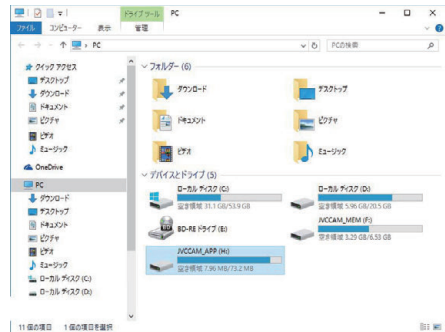 ドライブ ツール
PC
ファイル
コンピューター
表示
管理
PC
PCの検索
クイック アクセス
デスクトップ
ダウンロード
ドキュメント
ピクチャ
ビデオ
ミュージック
OneDrive
PC
ダウンロード
デスクトップ
ドキュメント
ピクチャ
ビデオ
ミュージック
ローカル ディスク (C:)
ローカル ディスク (D:)
フォルダー (6)
ダウンロード
デスクトップ
ドキュメント
ピクチャ
ビデオ
ミュージック
デバイスとドライブ (5)
ローカル ディスク (C:)
空き領域 31.1 GB/53.9 GB
ローカル ディスク (D:)
空き領域 5.96 GB/20.5 GB
BD-RE ドライブ (E:)
JVCCAM_MEM (F:)
空き領域 3.29 GB/6.53 GB
JVCCAM_APP (H:)
空き領域 7.96 MB/73.2 MB
11 個の項目
1 個の項目を選択